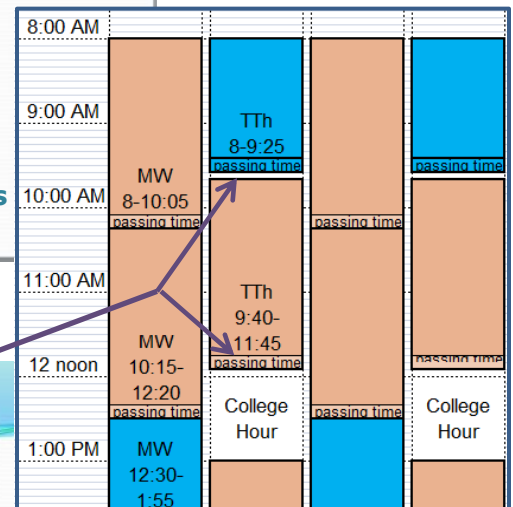 8:00 AM
9:00 AM
10:00 AM
11:00 AM
12 noon
1:00 PM
s
MW
8-10:05
passing time
MW
10:15-
12:20
passing time
MW
12:30-
1:55
TTh
8-9:25
passing time
TTh
9:40-
11:45
passing time
College
Hour
passing time
passing time
passing time
passing time
College
Hour